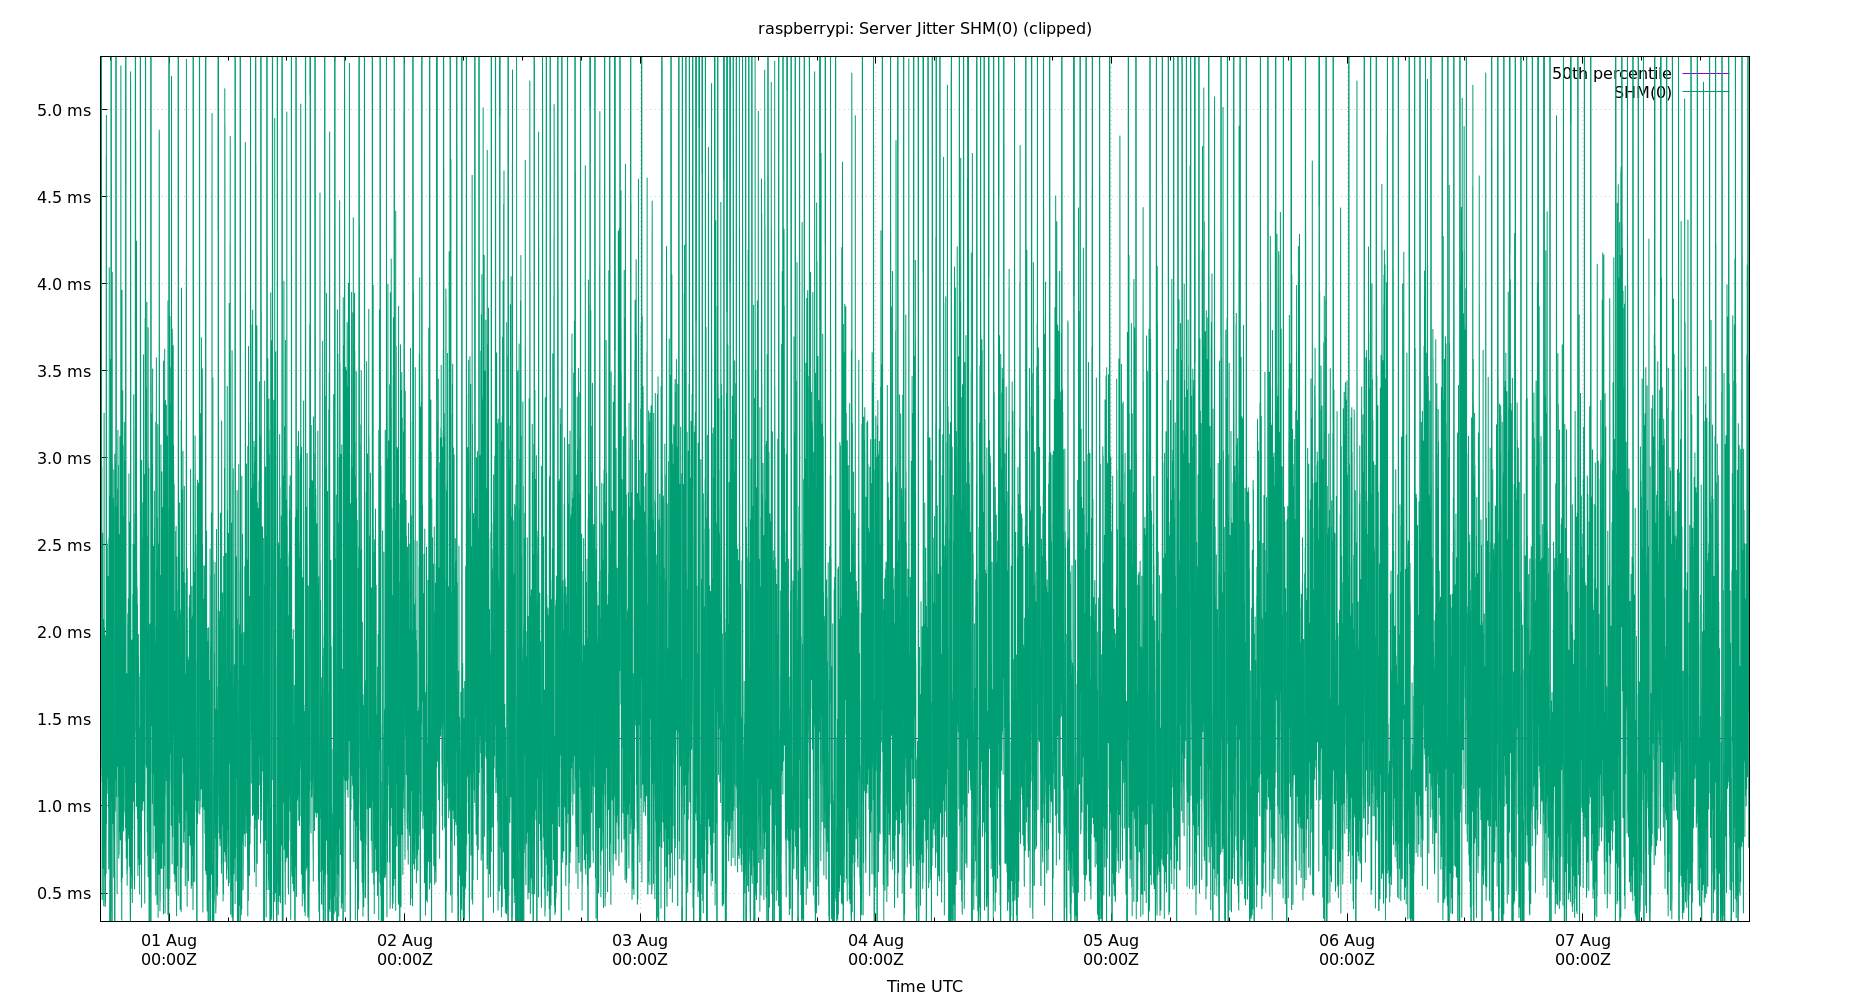 raspberrypi: Server Jitter SHM(0) (clipped)
50th percentile
SHM(0)
5.0 ms
4.5 ms
4.0 ms
3.5 ms
3.0 ms
2.5 ms
2.0 ms
1.5 ms
1.0 ms
0.5 ms
01 Aug 02 Aug 03 Aug 04 Aug 05 Aug 06 Aug 07 Aug
00:00Z 00:00Z 00:00Z 00:00Z 00:00Z 00:00Z 00:00Z
Time UTC